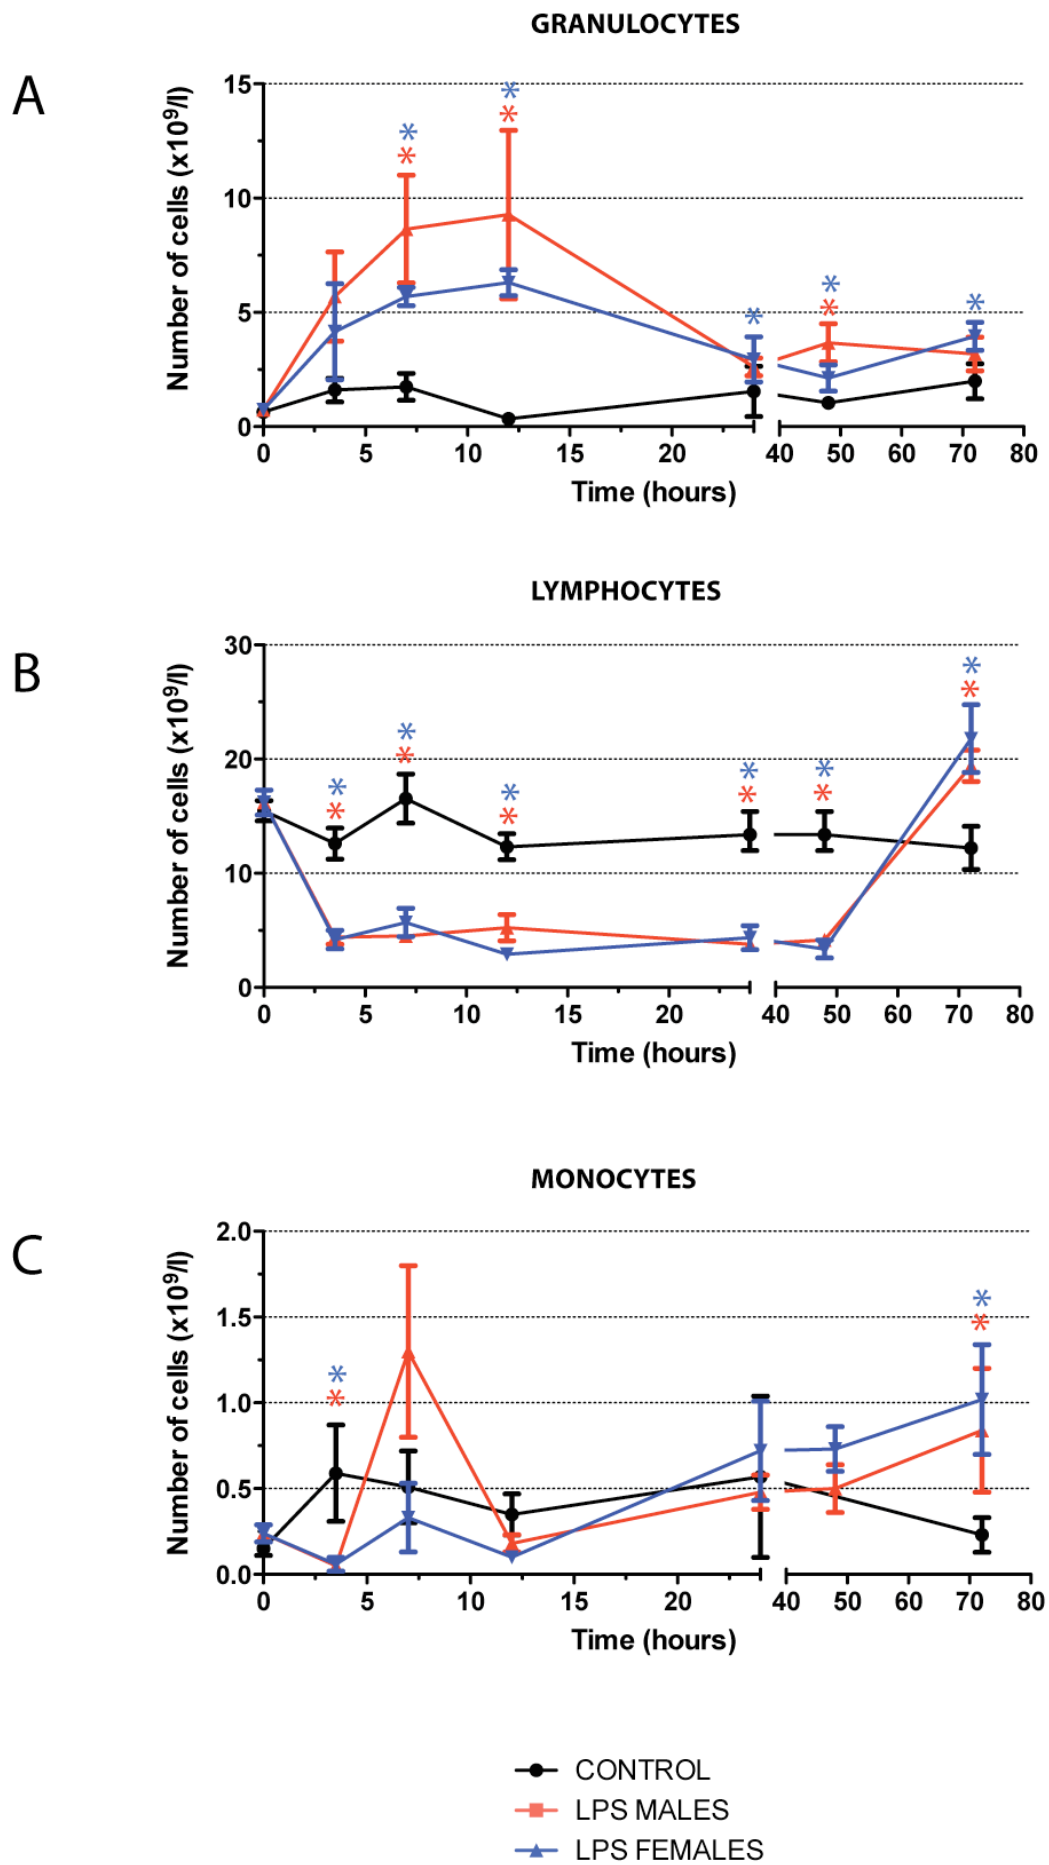 GRANULOCYTES
A
Number of cells (x10⁹/l)
15
10
5
0
* *
* *
*
* *
*
0 5 10 15 20 40 50 60 70 80
Time (hours)
LYMPHOCYTES
B
Number of cells (x10⁹/l)
30
20
10
0
* *
* *
* *
* *
* *
* *
0 5 10 15 20 40 50 60 70 80
Time (hours)
MONOCYTES
C
Number of cells (x10⁹/l)
2.0
1.5
1.0
0.5
0.0
* *
* *
0 5 10 15 20 40 50 60 70 80
Time (hours)
CONTROL
LPS MALES
LPS FEMALES